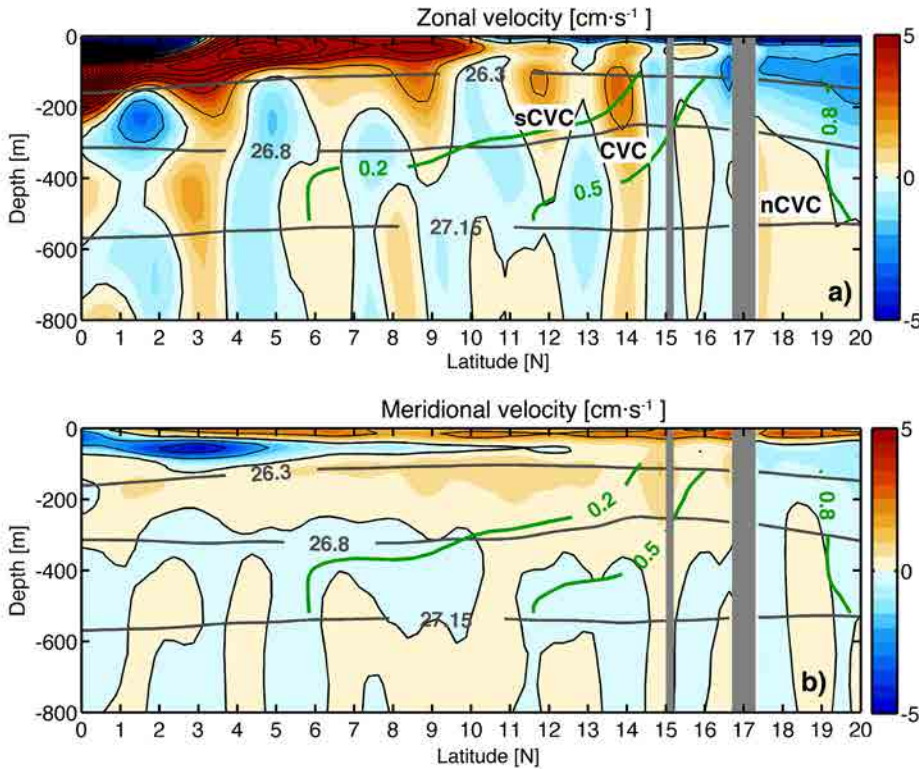 Zonal velocity [cm·s⁻¹]
0
-200
-400
-600
-800
Depth [m]
26.3
26.8
27.15
0.2
0.5
0.8
sCVC
CVC
nCVC
a)
5
0
-5
0 1 2 3 4 5 6 7 8 9 10 11 12 13 14 15 16 17 18 19 20
Latitude [N]
Meridional velocity [cm·s⁻¹]
0
-200
-400
-600
-800
Depth [m]
26.3
26.8
27.15
0.2
0.5
0.8
b)
5
0
-5
0 1 2 3 4 5 6 7 8 9 10 11 12 13 14 15 16 17 18 19 20
Latitude [N]